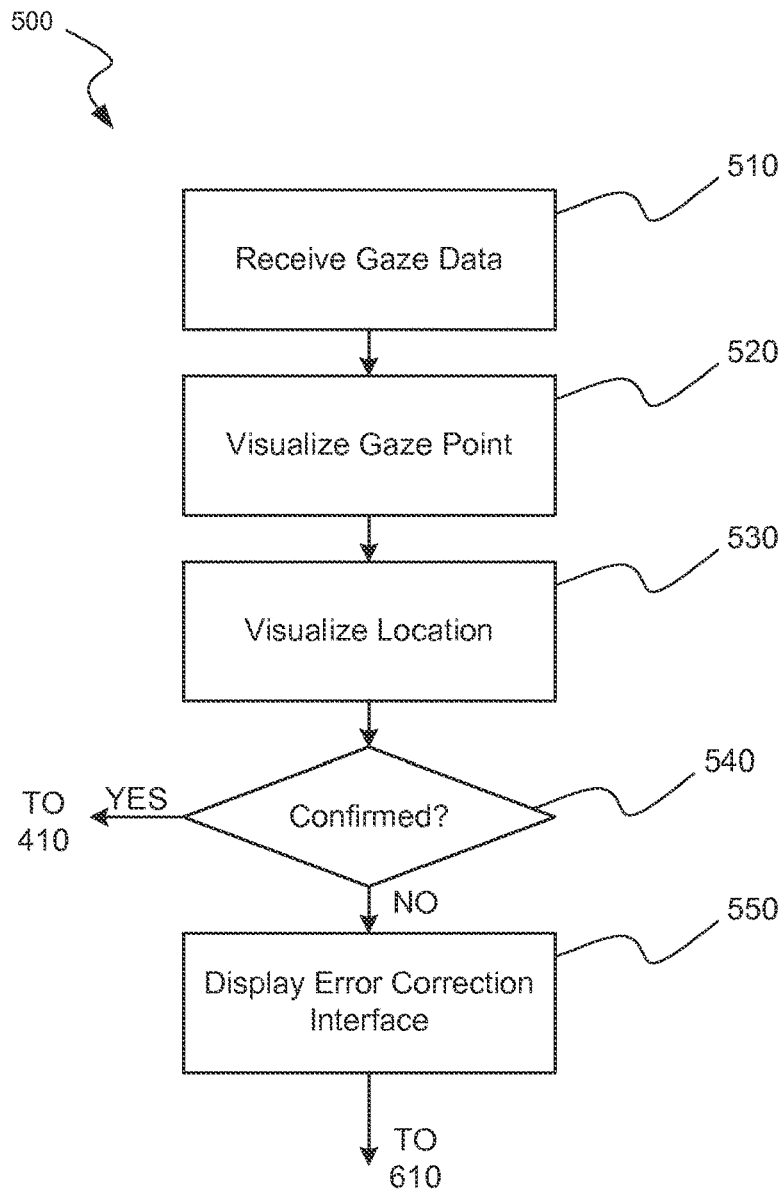 500
510
Receive Gaze Data
520
Visualize Gaze Point
530
Visualize Location
540
Confirmed?
YES
TO
410
NO
550
Display Error Correction
Interface
TO
610